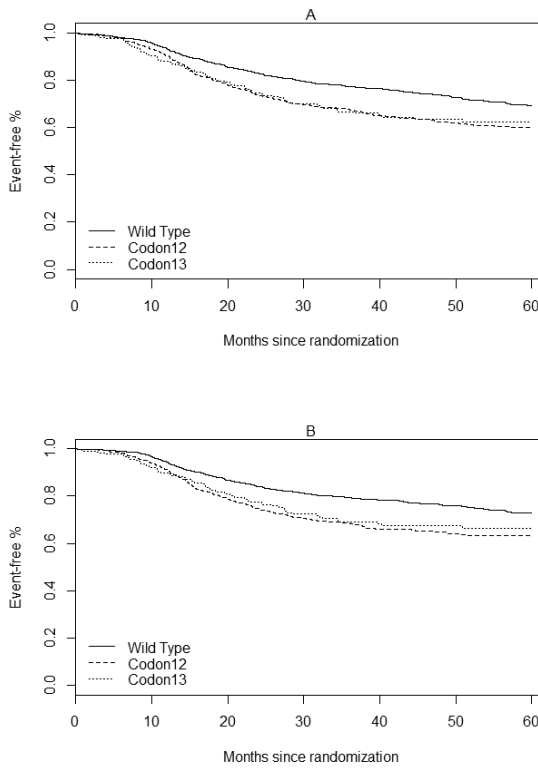 A
1.0
0.8
0.6
0.4
0.2
0.0
Event-free %
Wild Type
Codon12
Codon13
0 10 20 30 40 50 60
Months since randomization
B
1.0
0.8
0.6
0.4
0.2
0.0
Event-free %
Wild Type
Codon12
Codon13
0 10 20 30 40 50 60
Months since randomization